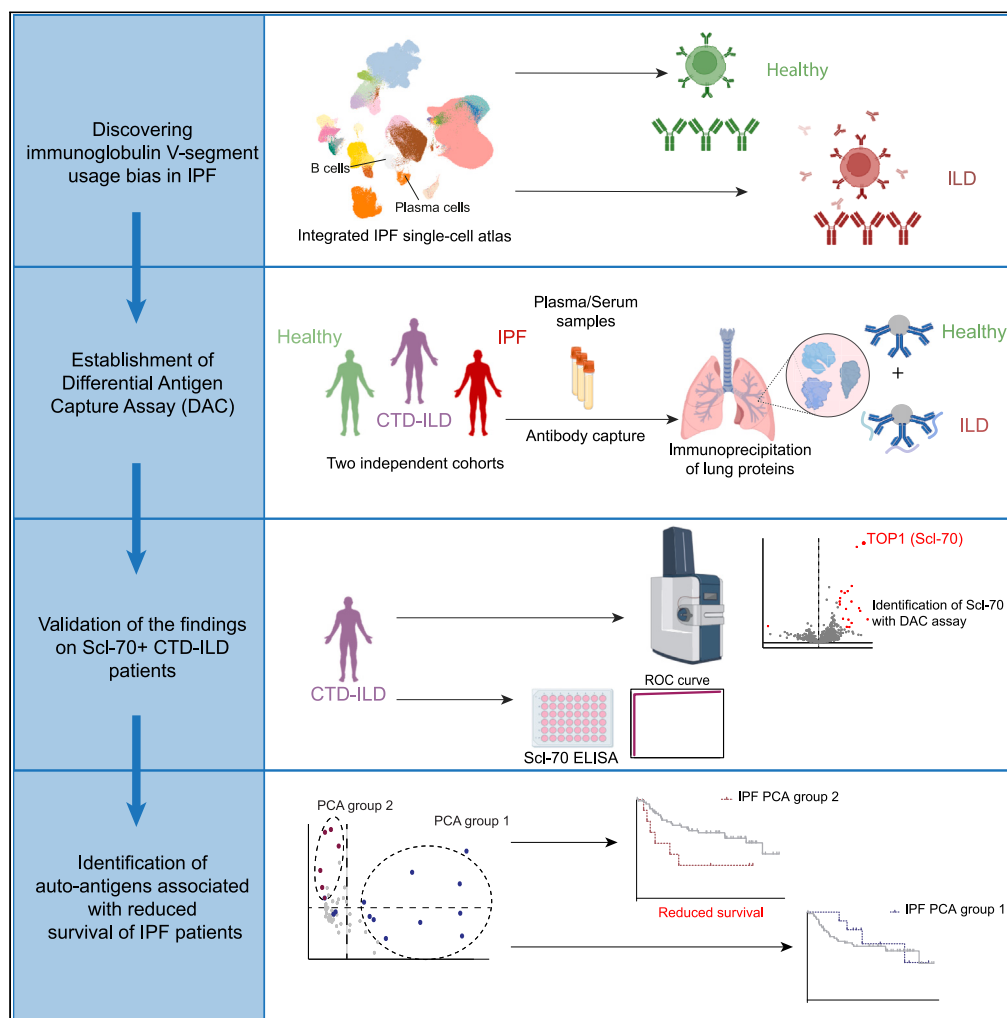 Discovering
immunoglobulin V-segment
usage bias in IPF
B cells
Plasma cells
Integrated IPF single-cell atlas
Healthy
ILD
Establishment of
Differential Antigen
Capture Assay (DAC)
Healthy
CTD-ILD
IPF
Two independent cohorts
Plasma/Serum
samples
Antibody capture
Immunoprecipitation
of lung proteins
Healthy
+
ILD
Validation of the findings
on Scl-70+ CTD-ILD
patients
CTD-ILD
Scl-70 ELISA
ROC curve
TOP1 (Scl-70)
Identification of Scl-70
with DAC assay
Identification of
auto-antigens associated
with reduced
survival of IPF patients
PCA group 2
PCA group 1
IPF PCA group 2
Reduced survival
IPF PCA group 1